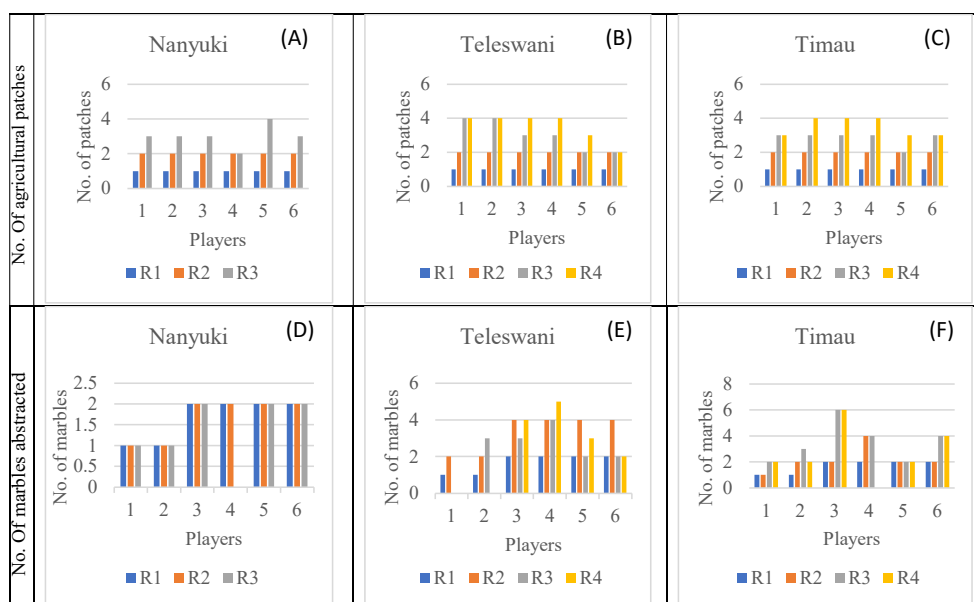 No. Of agricultural patches
Nanyuki (A)
No. of patches
6
4
2
0
1 2 3 4 5 6
Players
R1 R2 R3
Teleswani (B)
No. of patches
6
4
2
0
1 2 3 4 5 6
Players
R1 R2 R3 R4
Timau (C)
No. of patches
6
4
2
0
1 2 3 4 5 6
Players
R1 R2 R3 R4
No. Of marbles abstracted
Nanyuki (D)
No. of marbles
2.5
2
1.5
1
0.5
0
1 2 3 4 5 6
Players
R1 R2 R3
Teleswani (E)
No. of marbles
6
4
2
0
1 2 3 4 5 6
Players
R1 R2 R3 R4
Timau (F)
No. of marbles
8
6
4
2
0
1 2 3 4 5 6
Players
R1 R2 R3 R4